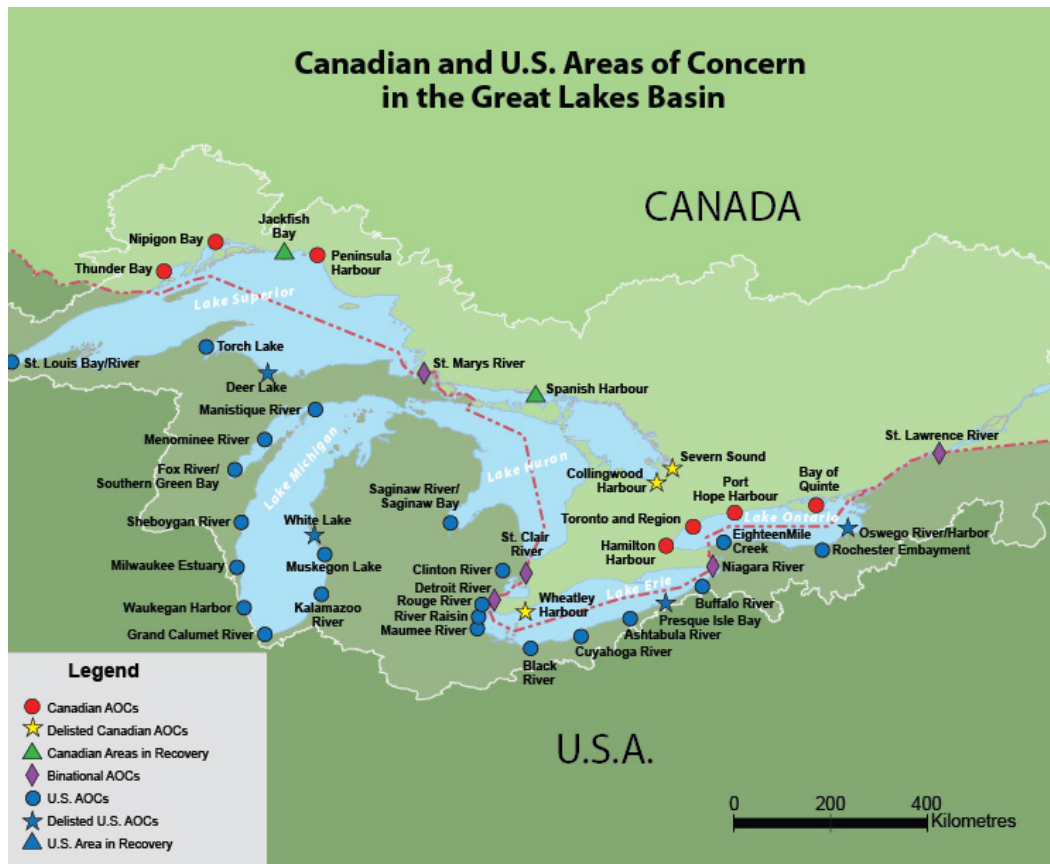 Canadian and U.S. Areas of Concern
in the Great Lakes Basin
CANADA
Jackfish
Bay
Nipigon Bay
Peninsula
Harbour
Thunder Bay
Lake Superior
St. Louis Bay/River
Torch Lake
Deer Lake
St. Marys River
Spanish Harbour
Manistique River
Menominee River
Fox River/
Southern Green Bay
Lake Michigan
Lake Huron
St. Lawrence River
Severn Sound
Collingwood
Harbour
Port
Hope Harbour
Bay of
Quinte
Saginaw River/
Saginaw Bay
Sheboygan River
White Lake
Toronto and Region
Lake Ontario
Hamilton
Harbour
EighteenMile
Creek
Oswego River/Harbor
Rochester Embayment
St. Clair
River
Milwaukee Estuary
Muskegon Lake
Clinton River
Niagara River
Detroit River
Lake Erie
Waukegan Harbor
Kalamazoo
River
Rouge River
Wheatley
Harbour
Buffalo River
River Raisin
Presque Isle Bay
Grand Calumet River
Maumee River
Ashtabula River
Cuyahoga River
Black
River
U.S.A.
Legend
Canadian AOCs
Delisted Canadian AOCs
Canadian Areas in Recovery
Binational AOCs
U.S. AOCs
Delisted U.S. AOCs
U.S. Area in Recovery
0 200 400
Kilometres